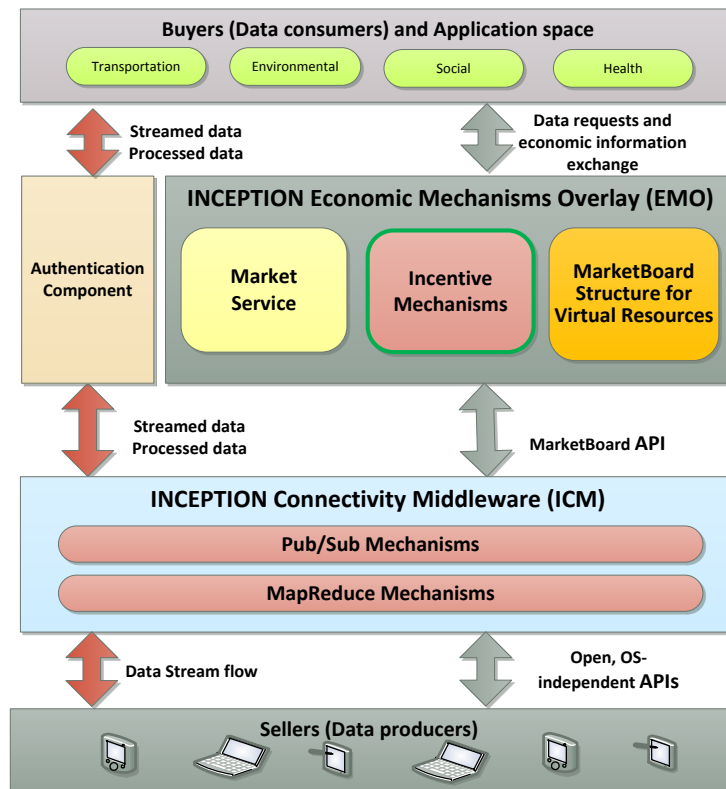 Buyers (Data consumers) and Application space
Transportation
Environmental
Social
Health
Streamed data
Processed data
Data requests and
economic information
exchange
Authentication
Component
INCEPTION Economic Mechanisms Overlay (EMO)
Market
Service
Incentive
Mechanisms
MarketBoard
Structure for
Virtual Resources
Streamed data
Processed data
MarketBoard API
INCEPTION Connectivity Middleware (ICM)
Pub/Sub Mechanisms
MapReduce Mechanisms
Data Stream flow
Open, OS-
independent APIs
Sellers (Data producers)